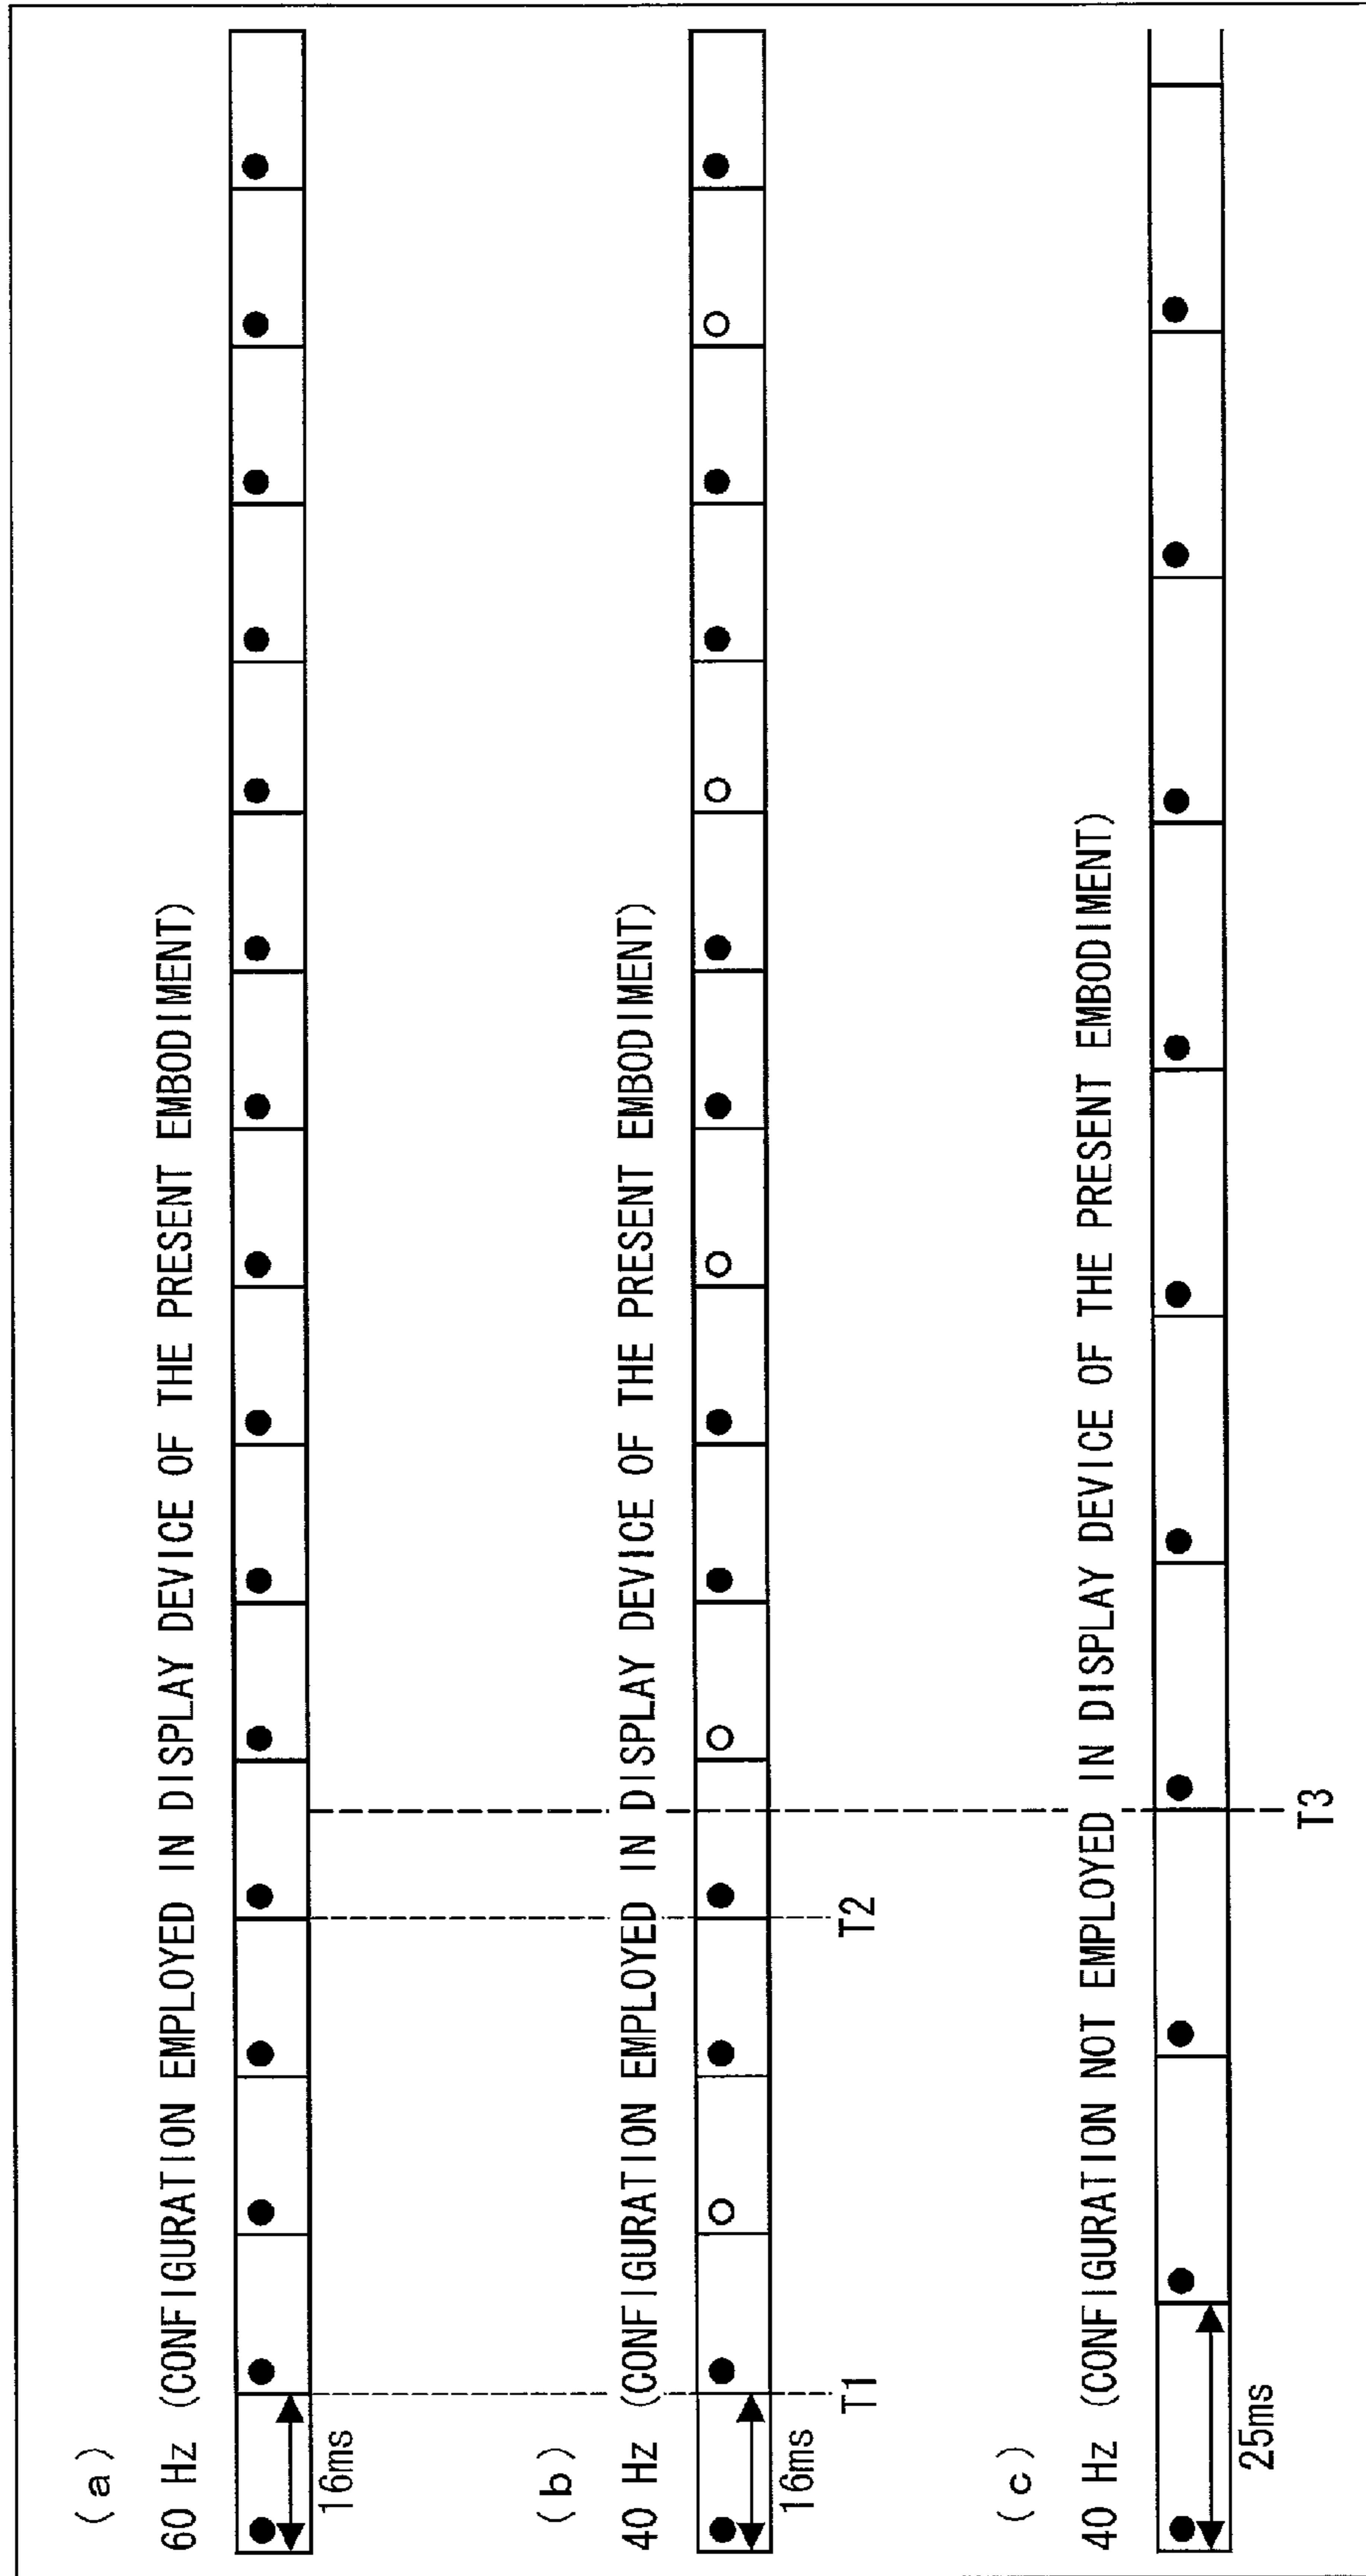 (a)
60 Hz (CONFIGURATION EMPLOYED IN DISPLAY DEVICE OF THE PRESENT EMBODIMENT)
16ms
(b)
40 Hz (CONFIGURATION EMPLOYED IN DISPLAY DEVICE OF THE PRESENT EMBODIMENT)
16ms
T1
T2
(c)
40 Hz (CONFIGURATION NOT EMPLOYED IN DISPLAY DEVICE OF THE PRESENT EMBODIMENT)
25ms
T3